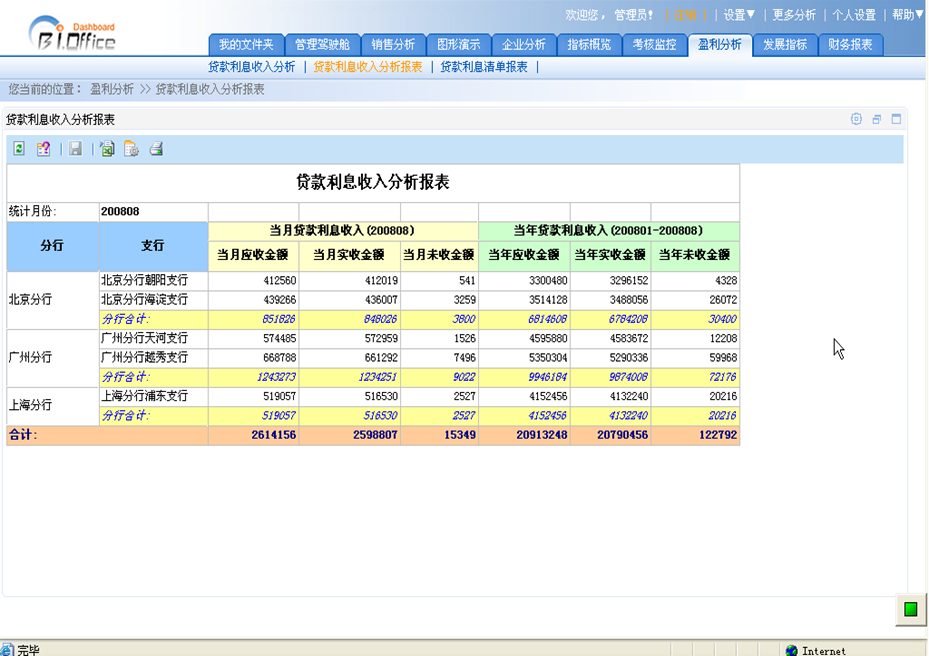 Dashboard
BI.Office
欢迎您，管理员！ | 注销 | 设置▼ | 更多分析 | 个人设置 | 帮助▼
我的文件夹 管理驾驶舱 销售分析 图形演示 企业分析 指标概览 考核监控 盈利分析 发展指标 财务报表
贷款利息收入分析 | 贷款利息收入分析报表 | 贷款利息清单报表 |
您当前的位置： 盈利分析 >> 贷款利息收入分析报表
贷款利息收入分析报表
贷款利息收入分析报表
统计月份: 200808
分行 支行 当月贷款利息收入(200808) 当年贷款利息收入(200801-200808)
当月应收金额 当月实收金额 当月未收金额 当年应收金额 当年实收金额 当年未收金额
北京分行 北京分行朝阳支行 412560 412019 541 3300480 3296152 4328
北京分行海淀支行 439266 436007 3259 3514128 3488056 26072
分行合计: 851826 848026 3800 6814608 6784208 30400
广州分行 广州分行天河支行 574485 572959 1526 4595880 4583672 12208
广州分行越秀支行 668788 661292 7496 5350304 5290336 59968
分行合计: 1243273 1234251 9022 9946184 9874008 72176
上海分行 上海分行浦东支行 519057 516530 2527 4152456 4132240 20216
分行合计: 519057 516530 2527 4152456 4132240 20216
合计: 2614156 2598807 15349 20913248 20790456 122792
完毕 Internet